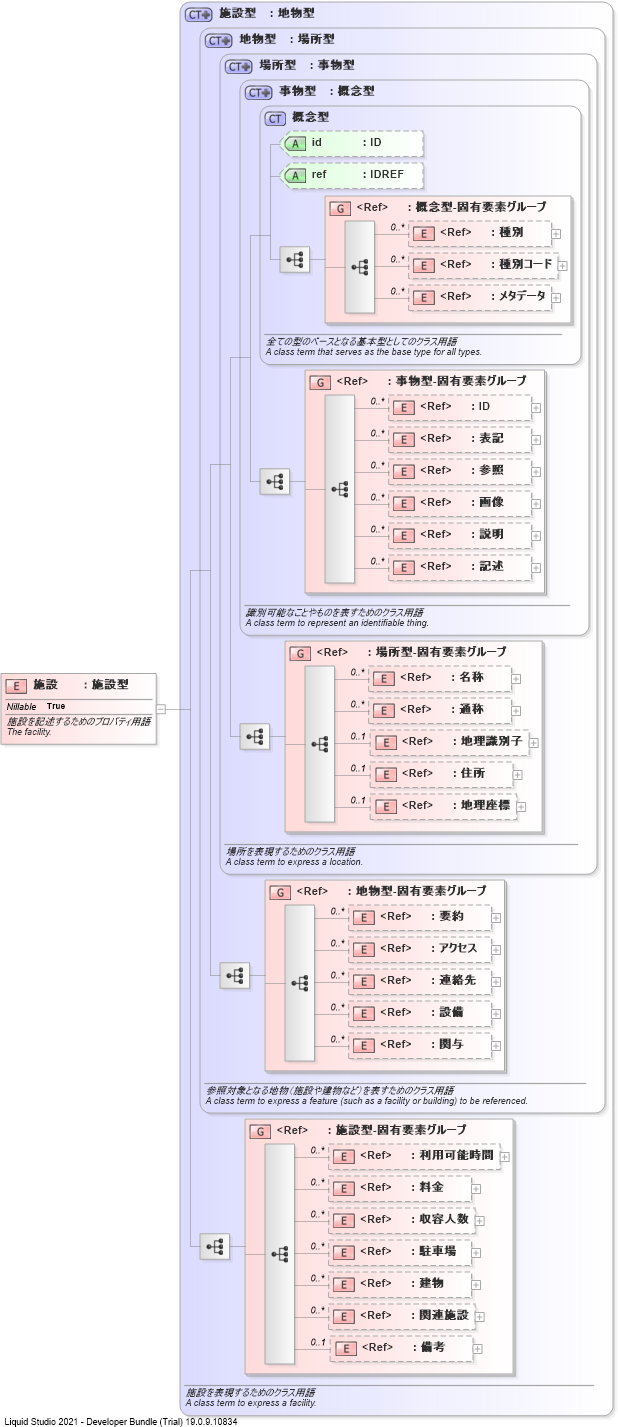 CT 施設型 : 地物型
CT 地物型 : 場所型
CT 場所型 : 事物型
CT 事物型 : 概念型
CT 概念型
A id : ID
A ref : IDREF
G <Ref> : 概念型-固有要素グループ
0..* E <Ref> : 種別
0..* E <Ref> : 種別コード
0..* E <Ref> : メタデータ
全ての型のベースとなる基本型としてのクラス用語
A class term that serves as the base type for all types.
G <Ref> : 事物型-固有要素グループ
0..* E <Ref> : ID
0..* E <Ref> : 表記
0..* E <Ref> : 参照
0..* E <Ref> : 画像
0..* E <Ref> : 説明
0..* E <Ref> : 記述
識別可能なことやものを表すためのクラス用語
A class term to represent an identifiable thing.
G <Ref> : 場所型-固有要素グループ
0..* E <Ref> : 名称
0..* E <Ref> : 通称
0..1 E <Ref> : 地理識別子
0..1 E <Ref> : 住所
0..1 E <Ref> : 地理座標
場所を表現するためのクラス用語
A class term to express a location.
E 施設 : 施設型
Nillable True
施設を記述するためのプロパティ用語
The facility.
G <Ref> : 地物型-固有要素グループ
0..* E <Ref> : 要約
0..* E <Ref> : アクセス
0..* E <Ref> : 連絡先
0..* E <Ref> : 設備
0..* E <Ref> : 関与
参照対象となる地物（施設や建物など）を表すためのクラス用語
A class term to express a feature (such as a facility or building) to be referenced.
G <Ref> : 施設型-固有要素グループ
0..* E <Ref> : 利用可能時間
0..* E <Ref> : 料金
0..* E <Ref> : 収容人数
0..* E <Ref> : 駐車場
0..* E <Ref> : 建物
0..* E <Ref> : 関連施設
0..1 E <Ref> : 備考
施設を表現するためのクラス用語
A class term to express a facility.
Liquid Studio 2021 - Developer Bundle (Trial) 19.0.9.10834